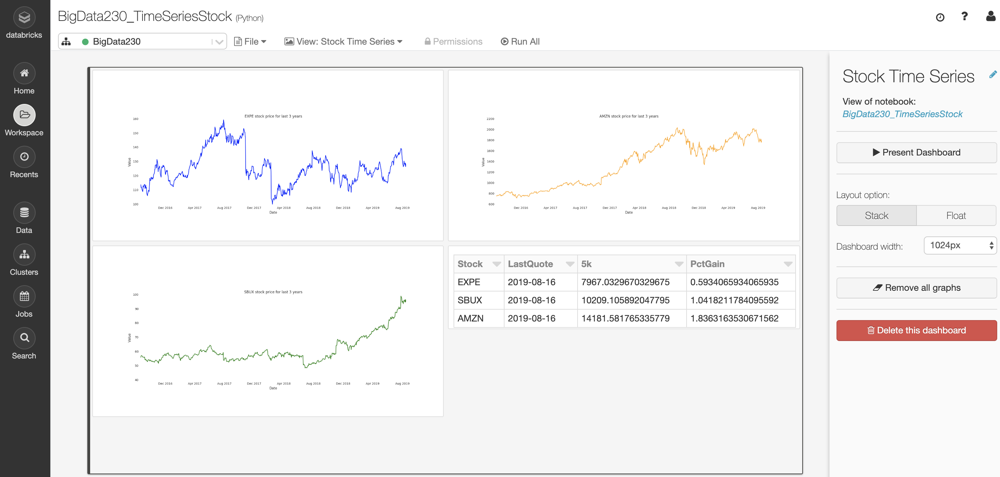 databricks
Home
Workspace
Recents
Data
Clusters
Jobs
Search
BigData230_TimeSeriesStock (Python)
BigData230
File
View: Stock Time Series
Permissions
Run All
?
EXPE stock price for last 3 years
160
150
140
130
120
110
100
Value
Dec 2016 Apr 2017 Aug 2017 Dec 2017 Apr 2018 Aug 2018 Dec 2018 Apr 2019 Aug 2019
Date
AMZN stock price for last 3 years
2200
2000
1800
1600
1400
1200
1000
800
600
Value
Dec 2016 Apr 2017 Aug 2017 Dec 2017 Apr 2018 Aug 2018 Dec 2018 Apr 2019 Aug 2019
Date
SBUX stock price for last 3 years
100
90
80
70
60
50
40
Value
Dec 2016 Apr 2017 Aug 2017 Dec 2017 Apr 2018 Aug 2018 Dec 2018 Apr 2019 Aug 2019
Date
Stock LastQuote 5k PctGain
EXPE 2019-08-16 7967.0329670329675 0.5934065934065935
SBUX 2019-08-16 10209.105892047795 1.0418211784095592
AMZN 2019-08-16 14181.581765335779 1.8363163530671562
Stock Time Series
View of notebook:
BigData230_TimeSeriesStock
Present Dashboard
Layout option:
Stack Float
Dashboard width: 1024px
Remove all graphs
Delete this dashboard